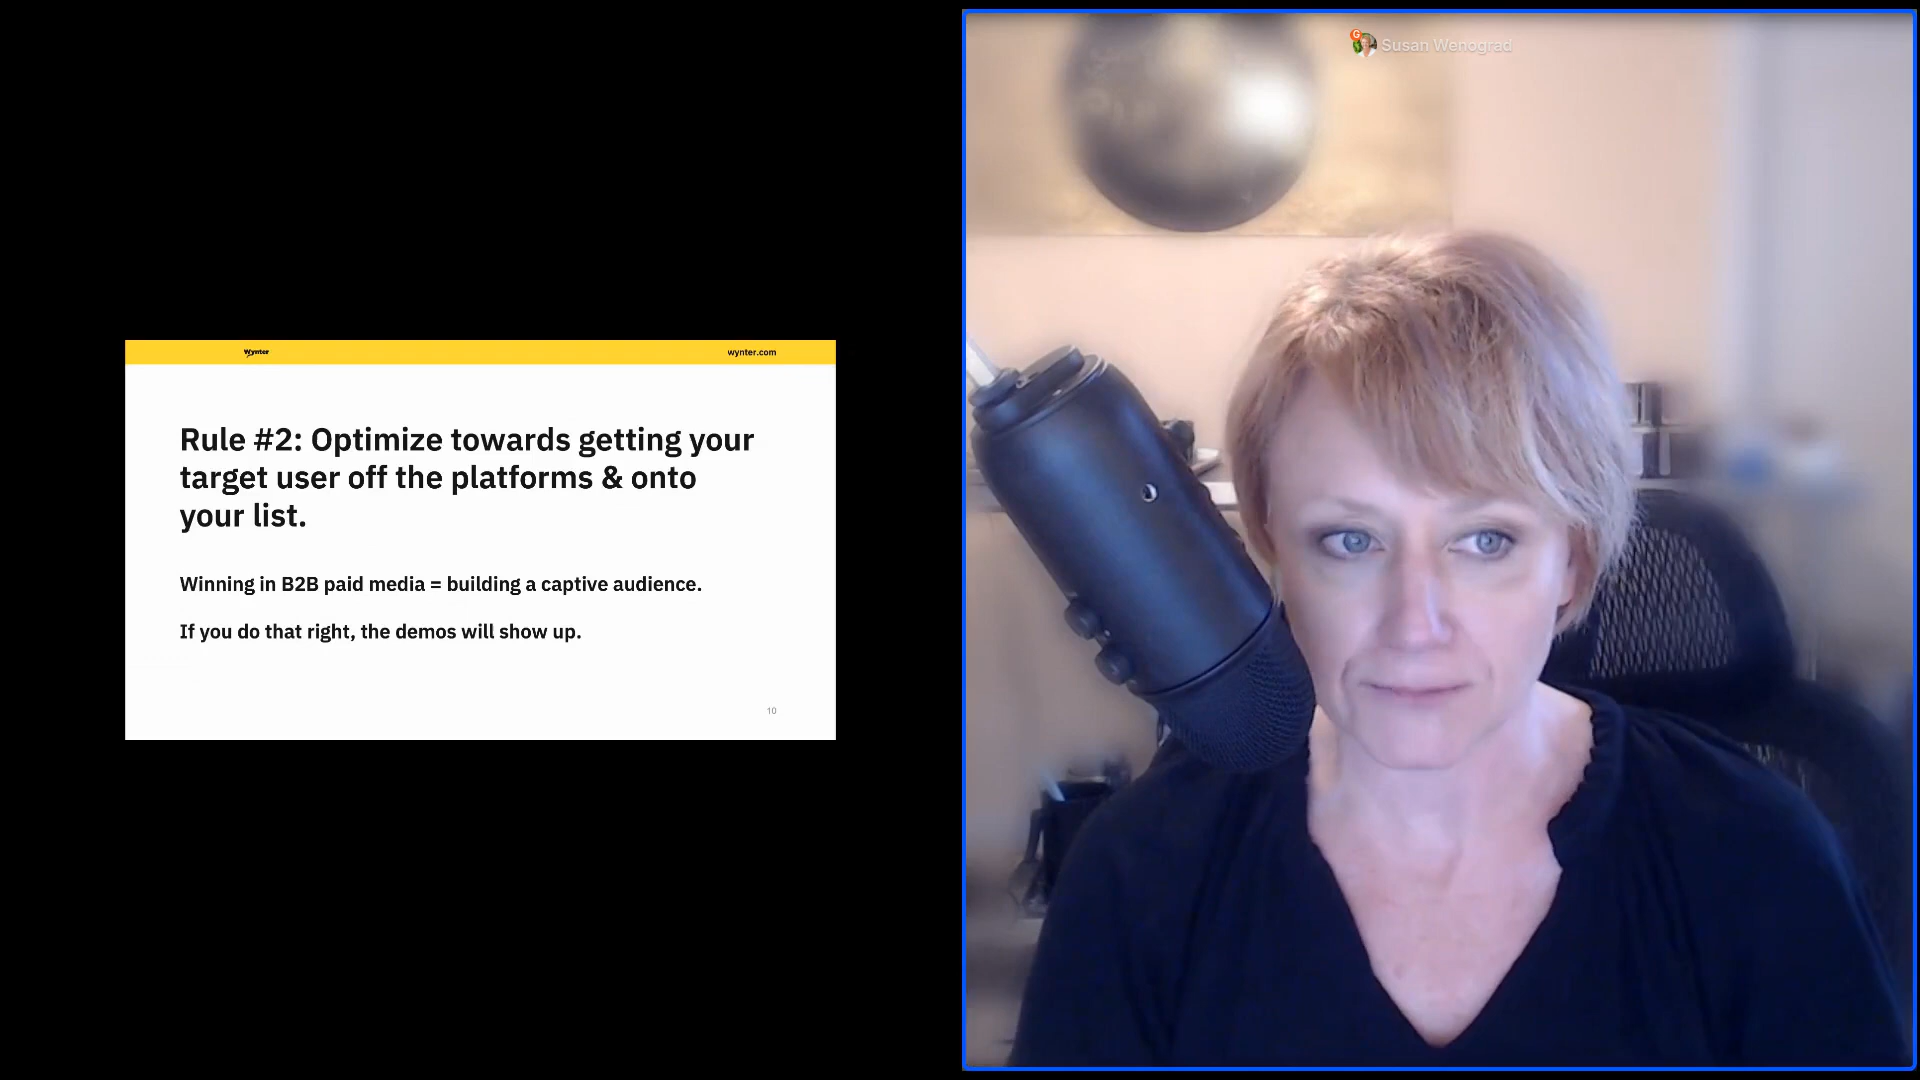 Wynter
wynter.com
Rule #2: Optimize towards getting your
target user off the platforms & onto
your list.
Winning in B2B paid media = building a captive audience.
If you do that right, the demos will show up.
10
G
Susan Wenograd